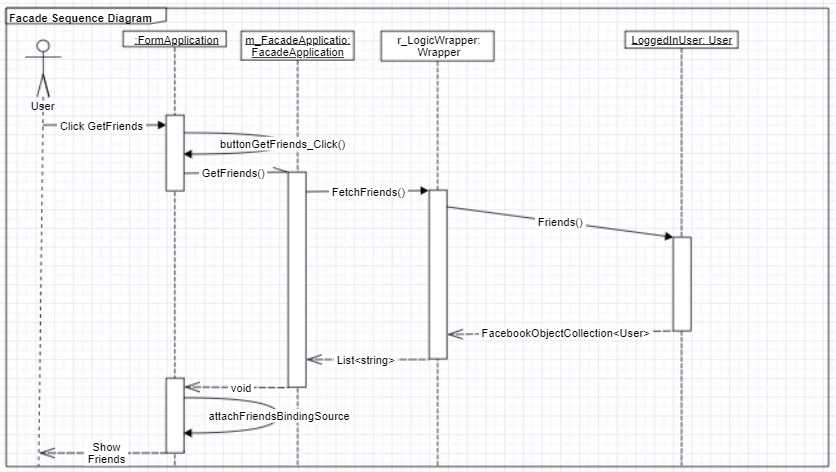 Facade Sequence Diagram
:FormApplication
m_FacadeApplicatio:
FacadeApplication
r_LogicWrapper:
Wrapper
LoggedInUser: User
User
Click GetFriends
buttonGetFriends_Click()
GetFriends()
FetchFriends()
Friends()
FacebookObjectCollection<User>
List<string>
void
attachFriendsBindingSource
Show
Friends